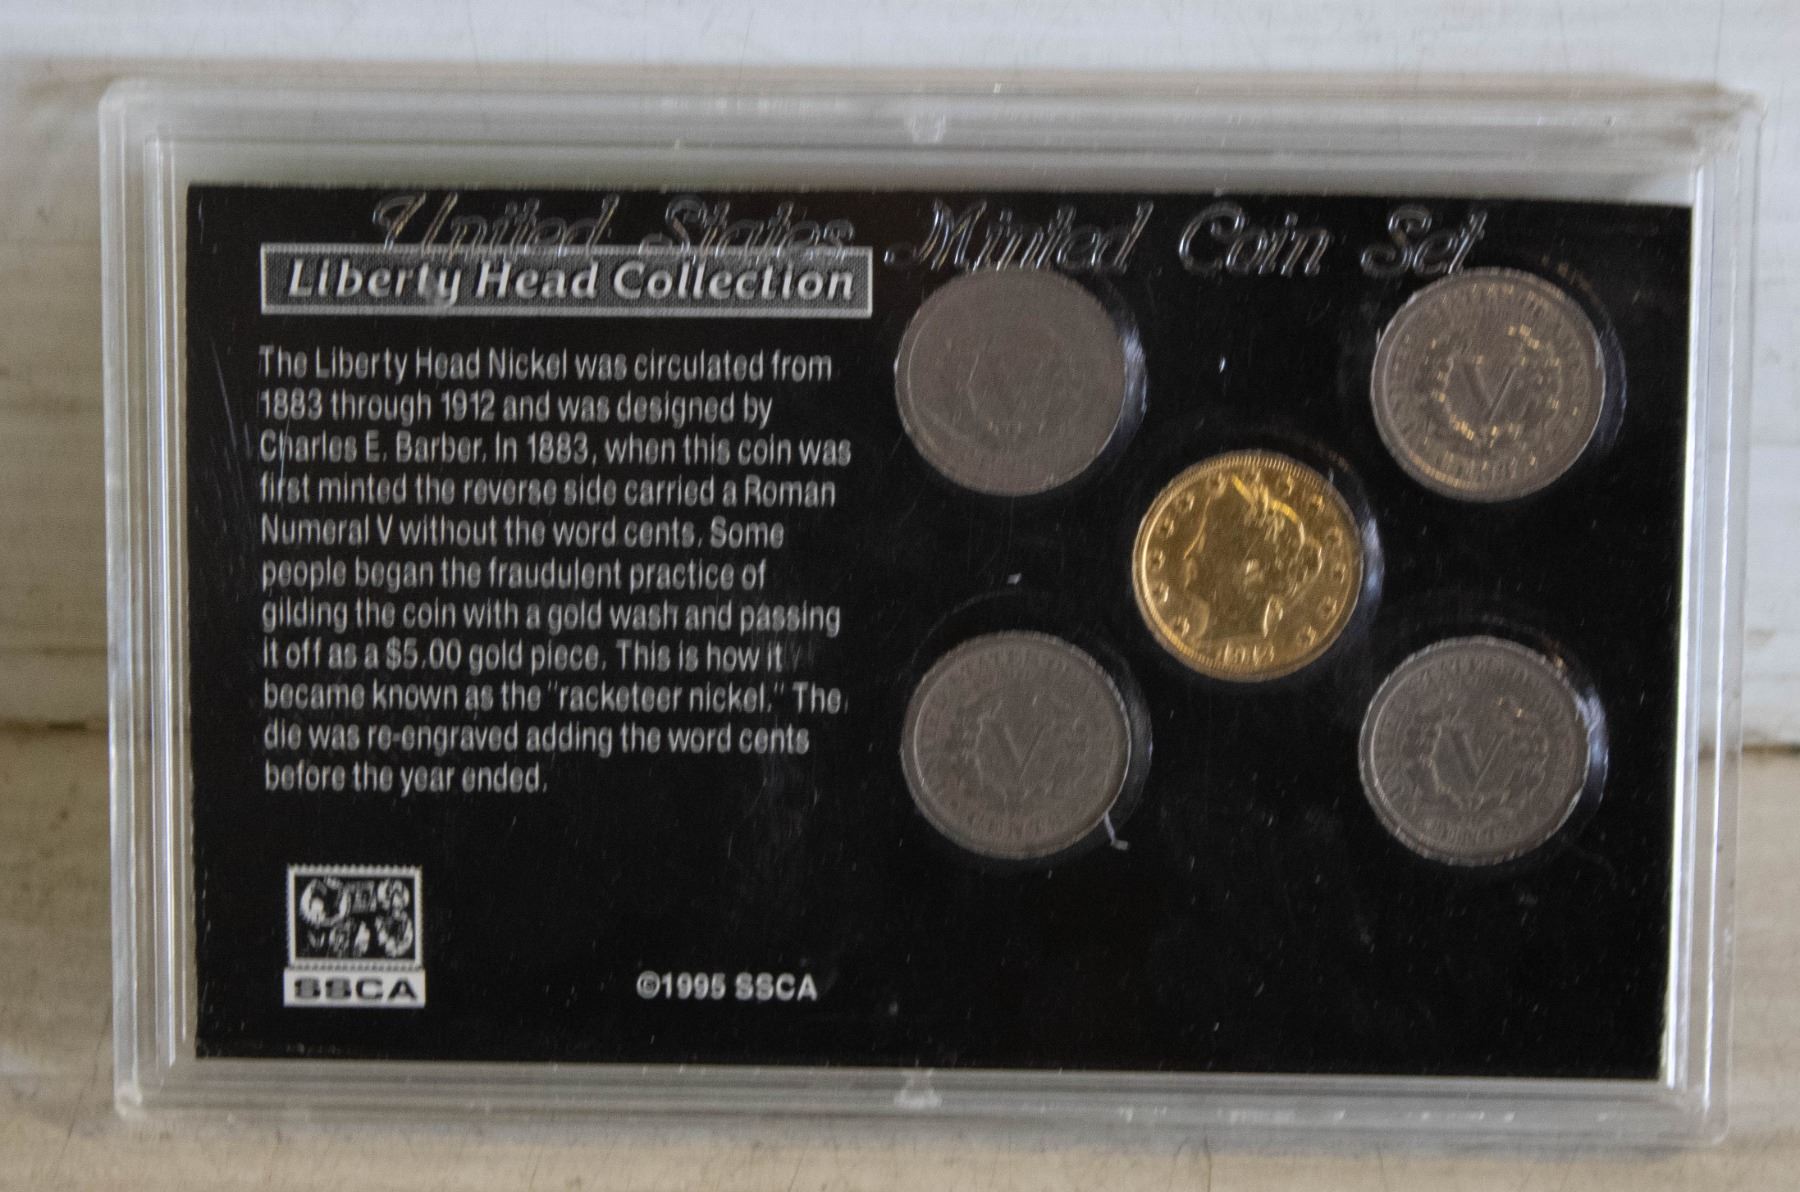 United States Minted Coin Set
Liberty Head Collection
The Liberty Head Nickel was circulated from
1883 through 1912 and was designed by
Charles E. Barber. In 1883, when this coin was
first minted the reverse side carried a Roman
Numeral V without the word cents. Some
people began the fraudulent practice of
gilding the coin with a gold wash and passing
it off as a $5.00 gold piece. This is how it
became known as the "racketeer nickel." The
die was re-engraved adding the word cents
before the year ended.
SSCA
©1995 SSCA
V
V
V
V